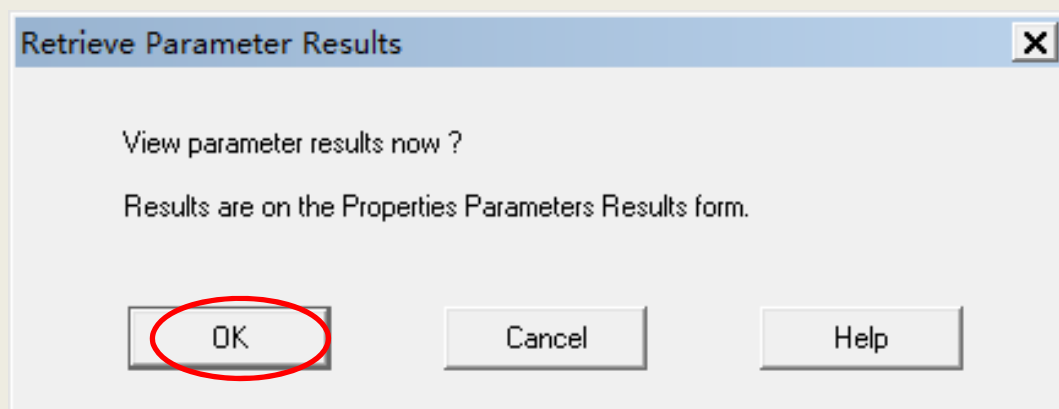 Retrieve Parameter Results
View parameter results now ?
Results are on the Properties Parameters Results form.
OK Cancel Help